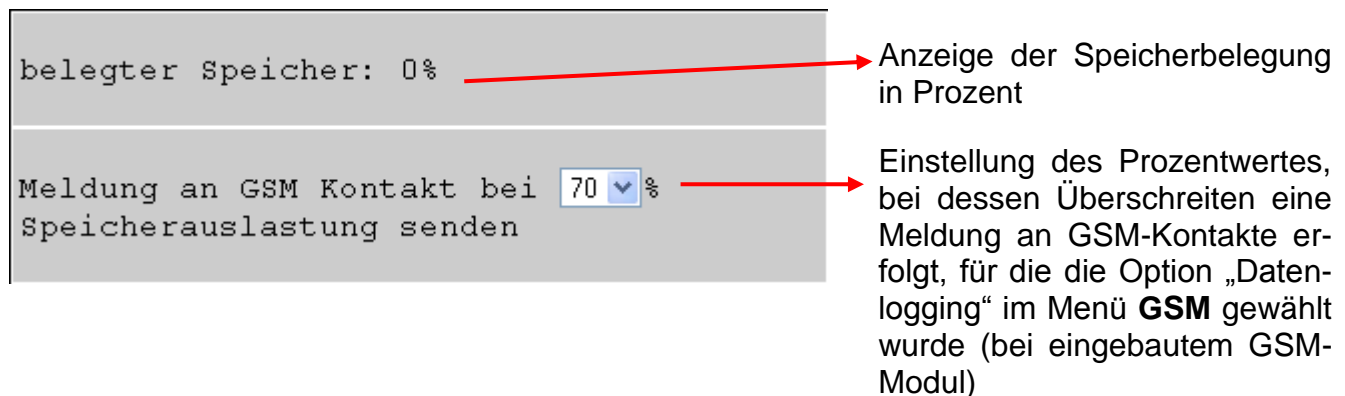 belegter Speicher: 0%
Anzeige der Speicherbelegung
in Prozent
Meldung an GSM Kontakt bei 70 %
Speicherauslastung senden
Einstellung des Prozentwertes,
bei dessen Überschreiten eine
Meldung an GSM-Kontakte er-
folgt, für die die Option „Daten-
logging“ im Menü GSM gewählt
wurde (bei eingebautem GSM-
Modul)